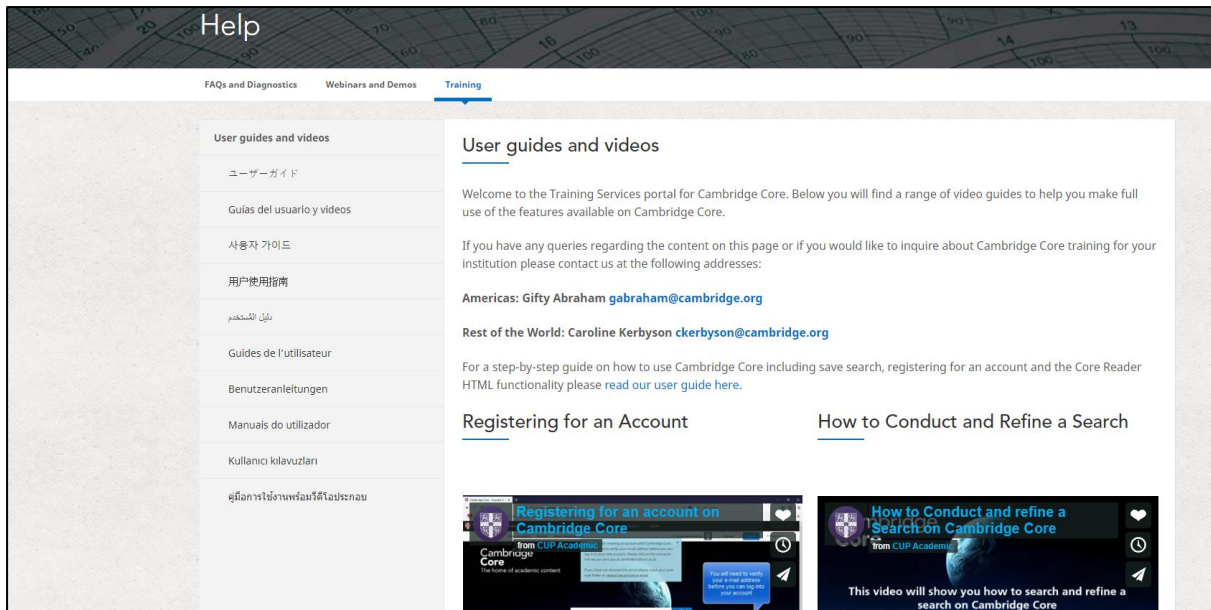 Help
FAQs and Diagnostics
Webinars and Demos
Training
User guides and videos
ユーザーガイド
Guías del usuario y videos
사용자 가이드
用户使用指南
دليل المُستخدم
Guides de l'utilisateur
Benutzeranleitungen
Manuais do utilizador
Kullanıcı kılavuzları
คู่มือการใช้งานพร้อมวีดีโอประกอบ
User guides and videos
Welcome to the Training Services portal for Cambridge Core. Below you will find a range of video guides to help you make full
use of the features available on Cambridge Core.
If you have any queries regarding the content on this page or if you would like to inquire about Cambridge Core training for your
institution please contact us at the following addresses:
Americas: Gifty Abraham gabraham@cambridge.org
Rest of the World: Caroline Kerbyson ckerbyson@cambridge.org
For a step-by-step guide on how to use Cambridge Core including save search, registering for an account and the Core Reader
HTML functionality please read our user guide here.
Registering for an Account
Registering for an account on
Cambridge Core
from CUP Academic
Cambridge
Core
The home of academic content
You will need to verify
your e-mail address
before you can log into
your account
How to Conduct and Refine a Search
How to Conduct and refine a
Search on Cambridge Core
from CUP Academic
This video will show you how to search and refine a
search on Cambridge Core